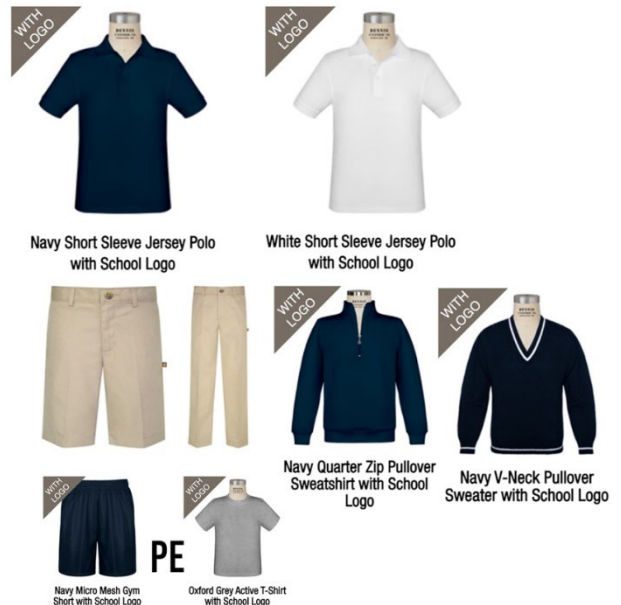 WITH
LOGO
WITH
LOGO
Navy Short Sleeve Jersey Polo
with School Logo
White Short Sleeve Jersey Polo
with School Logo
WITH
LOGO
WITH
LOGO
Navy Quarter Zip Pullover
Sweatshirt with School
Logo
Navy V-Neck Pullover
Sweater with School Logo
WITH
LOGO
PE
WITH
LOGO
Navy Micro Mesh Gym
Short with School Logo
Oxford Grey Active T-Shirt
with School Logo